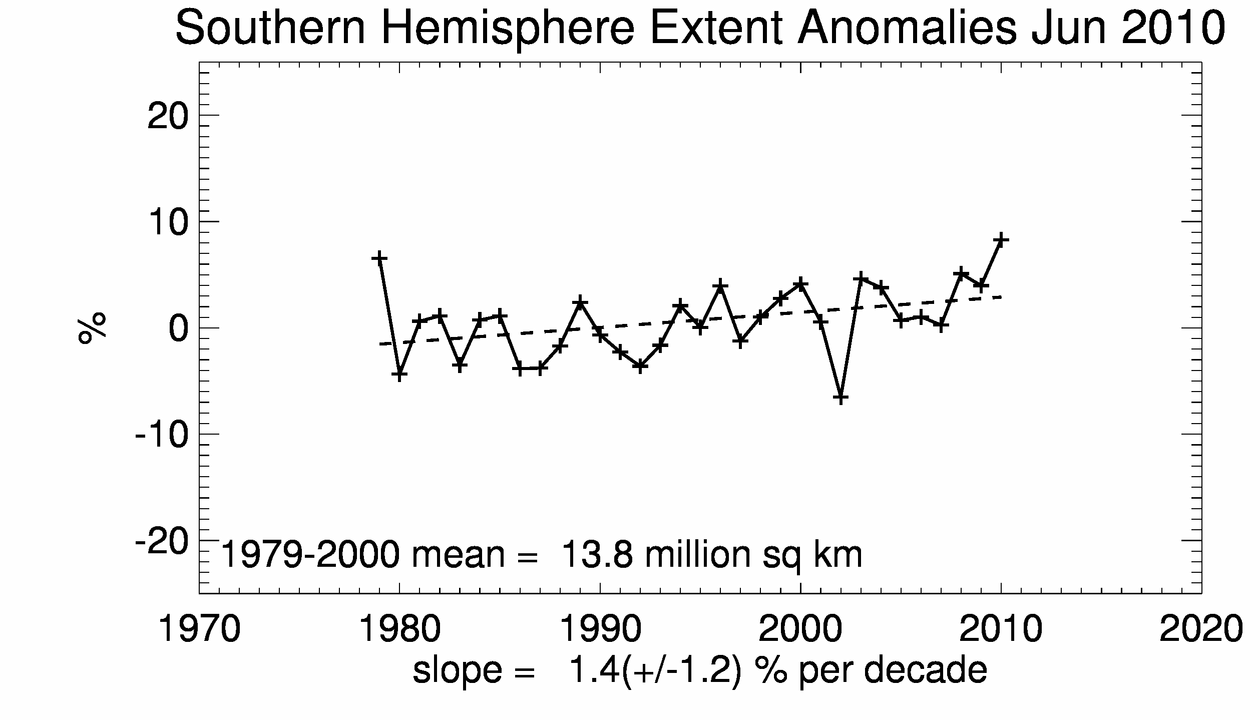 Southern Hemisphere Extent Anomalies Jun 2010
20
10
0
%
-10
-20
1979-2000 mean = 13.8 million sq km
1970 1980 1990 2000 2010 2020
slope = 1.4(+/-1.2) % per decade